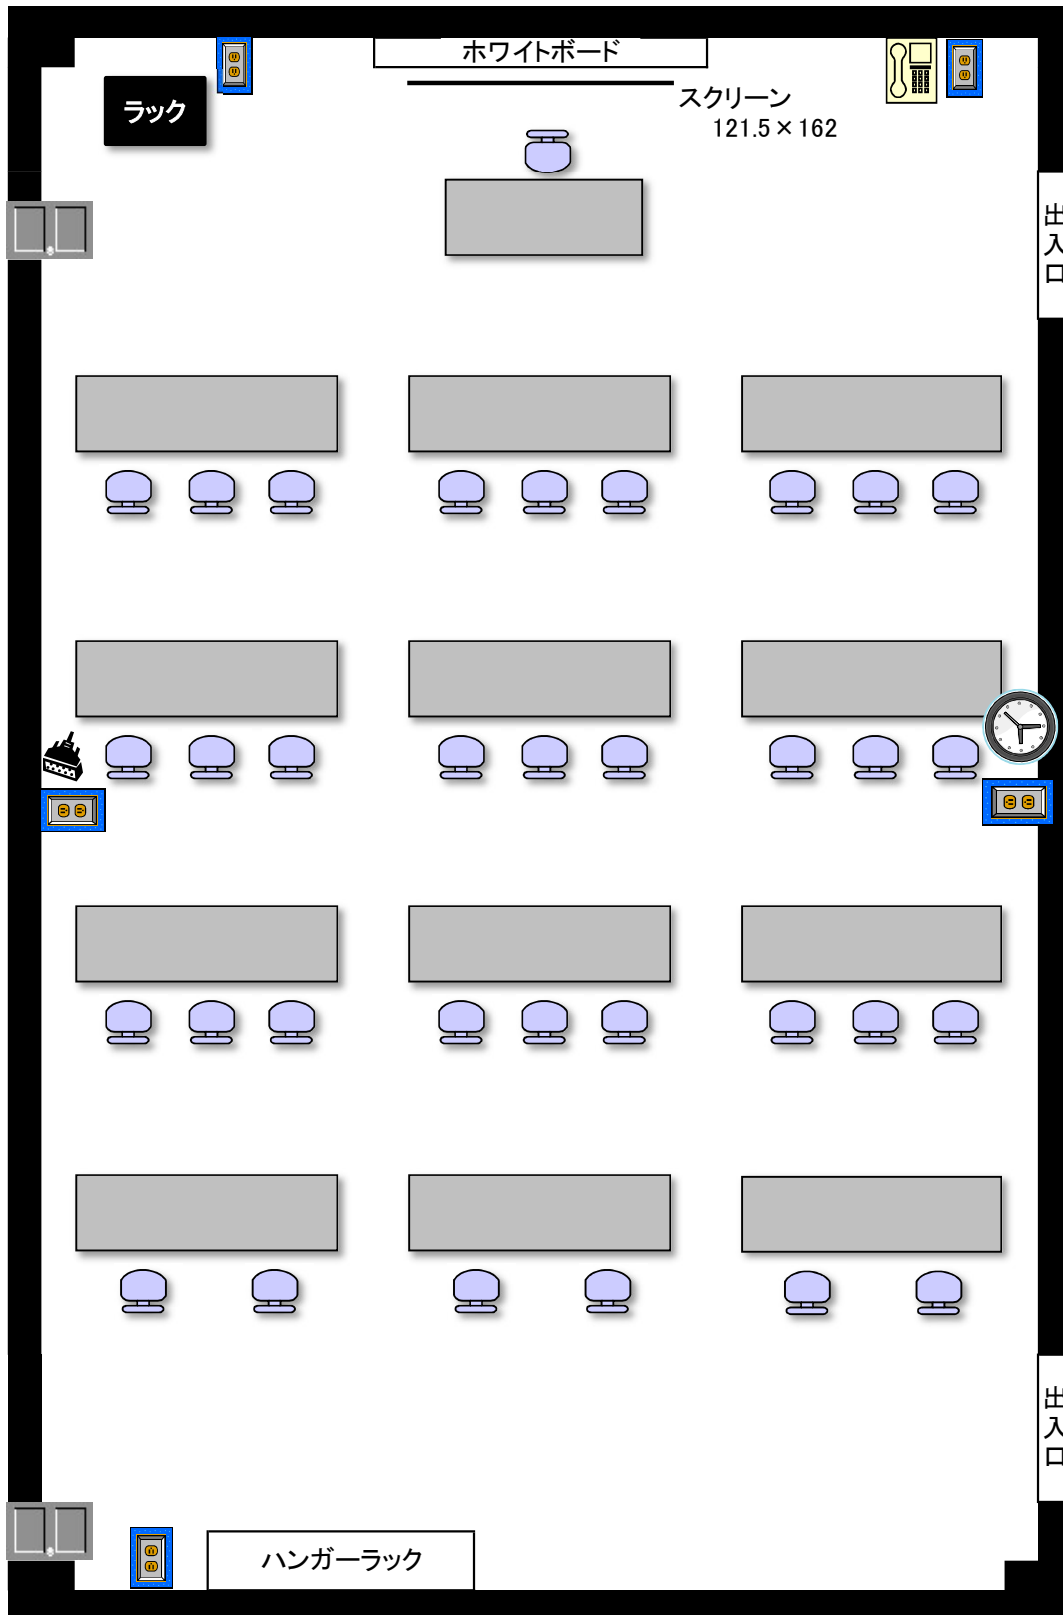 ホワイトボード
スクリーン
121.5×162
ラック
出入口
出入口
ハンガーラック